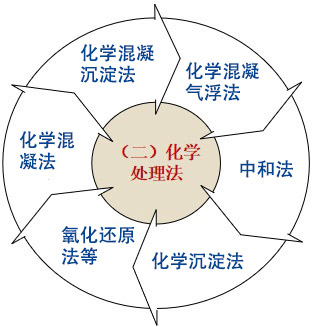 化学混凝
沉淀法
化学混凝
气浮法
中和法
化学沉淀法
氧化还原
法等
化学混
凝法
（二）化学
处理法